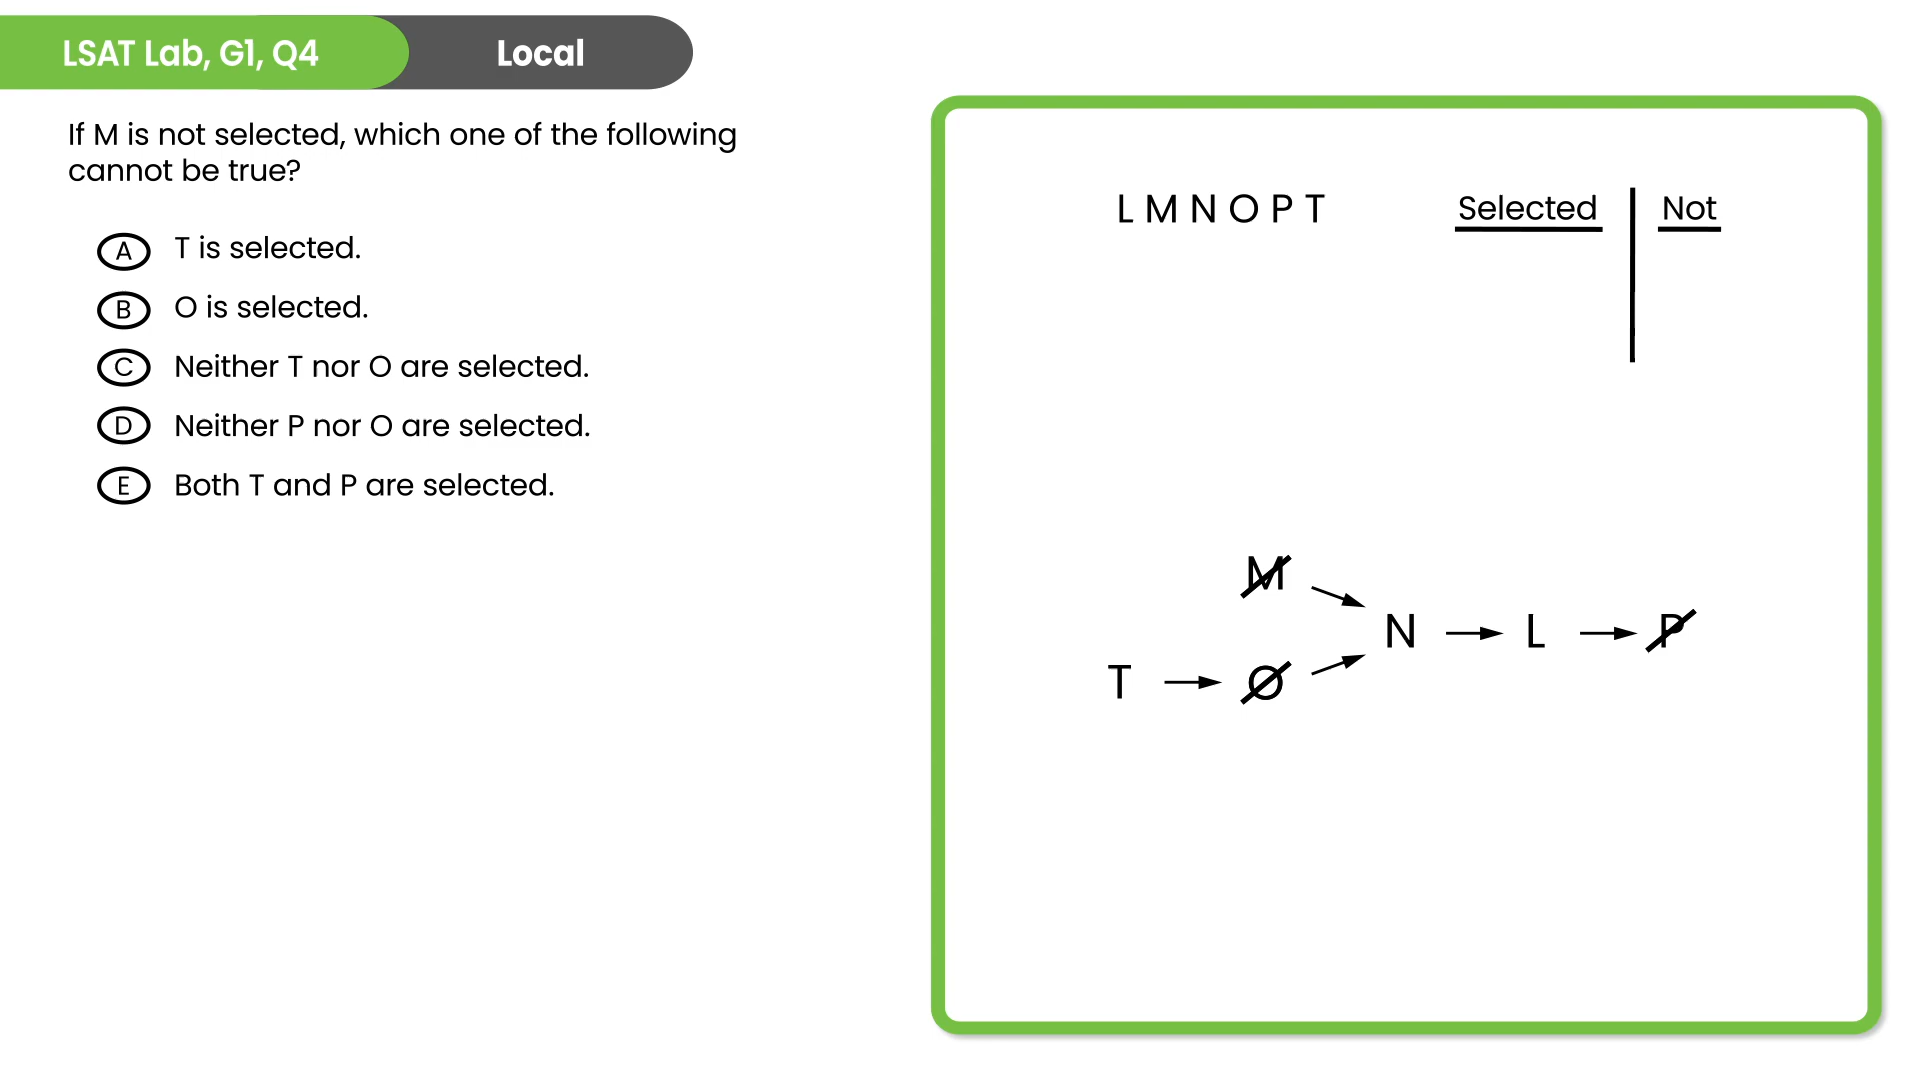 LSAT Lab, G1, Q4
Local
If M is not selected, which one of the following
cannot be true?
A T is selected.
B O is selected.
C Neither T nor O are selected.
D Neither P nor O are selected.
E Both T and P are selected.
L M N O P T
Selected
Not
M
N
L
P
T
O